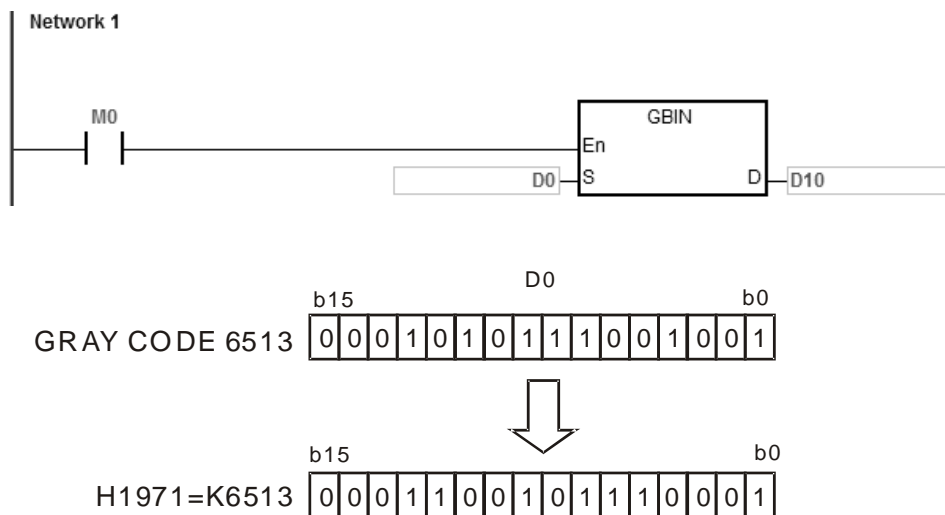 Network 1
M0
GBIN
En
D0 S D D10
D0
b15 b0
GRAY CODE 6513 0 0 0 1 0 1 0 1 1 1 0 0 1 0 0 1
b15 b0
H1971=K6513 0 0 0 1 1 0 0 1 0 1 1 1 0 0 0 1